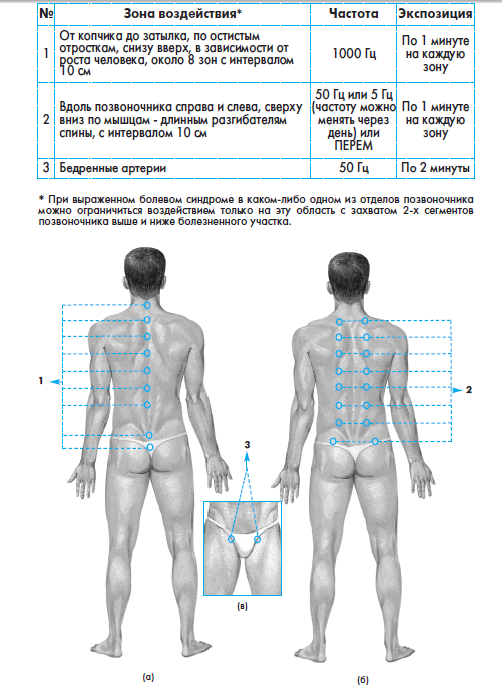 № Зона воздействия* Частота Экспозиция
1
От копчика до затылка, по остистым
отросткам, снизу вверх, в зависимости от
роста человека, около 8 зон с интервалом
10 см
1000 Гц
По 1 минуте
на каждую
зону
2
Вдоль позвоночника справа и слева, сверху
вниз по мышцам - длинным разгибателям
спины, с интервалом 10 см
50 Гц или 5 Гц
(частоту можно
менять через
день) или
ПЕРЕМ
По 1 минуте
на каждую
зону
3 Бедренные артерии 50 Гц По 2 минуты
* При выраженном болевом синдроме в каком-либо одном из отделов позвоночника
можно ограничиться воздействием только на эту область с захватом 2-х сегментов
позвоночника выше и ниже болезненного участка.
1
2
3
(в)
(а)
(б)